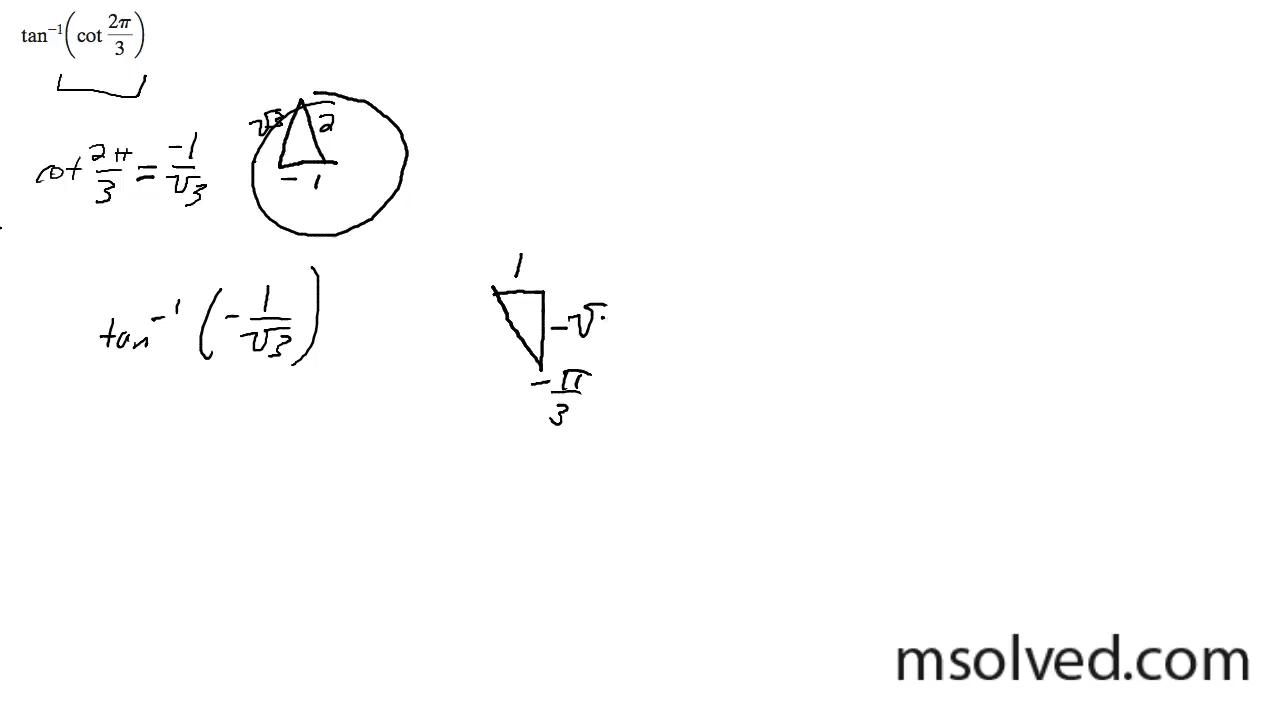 tan⁻¹(cot 2π/3)
√3 2
cot 2π/3 = -1/√3
- 1
1
tan⁻¹(-1/√3)
-√
-π/3
msolved.com